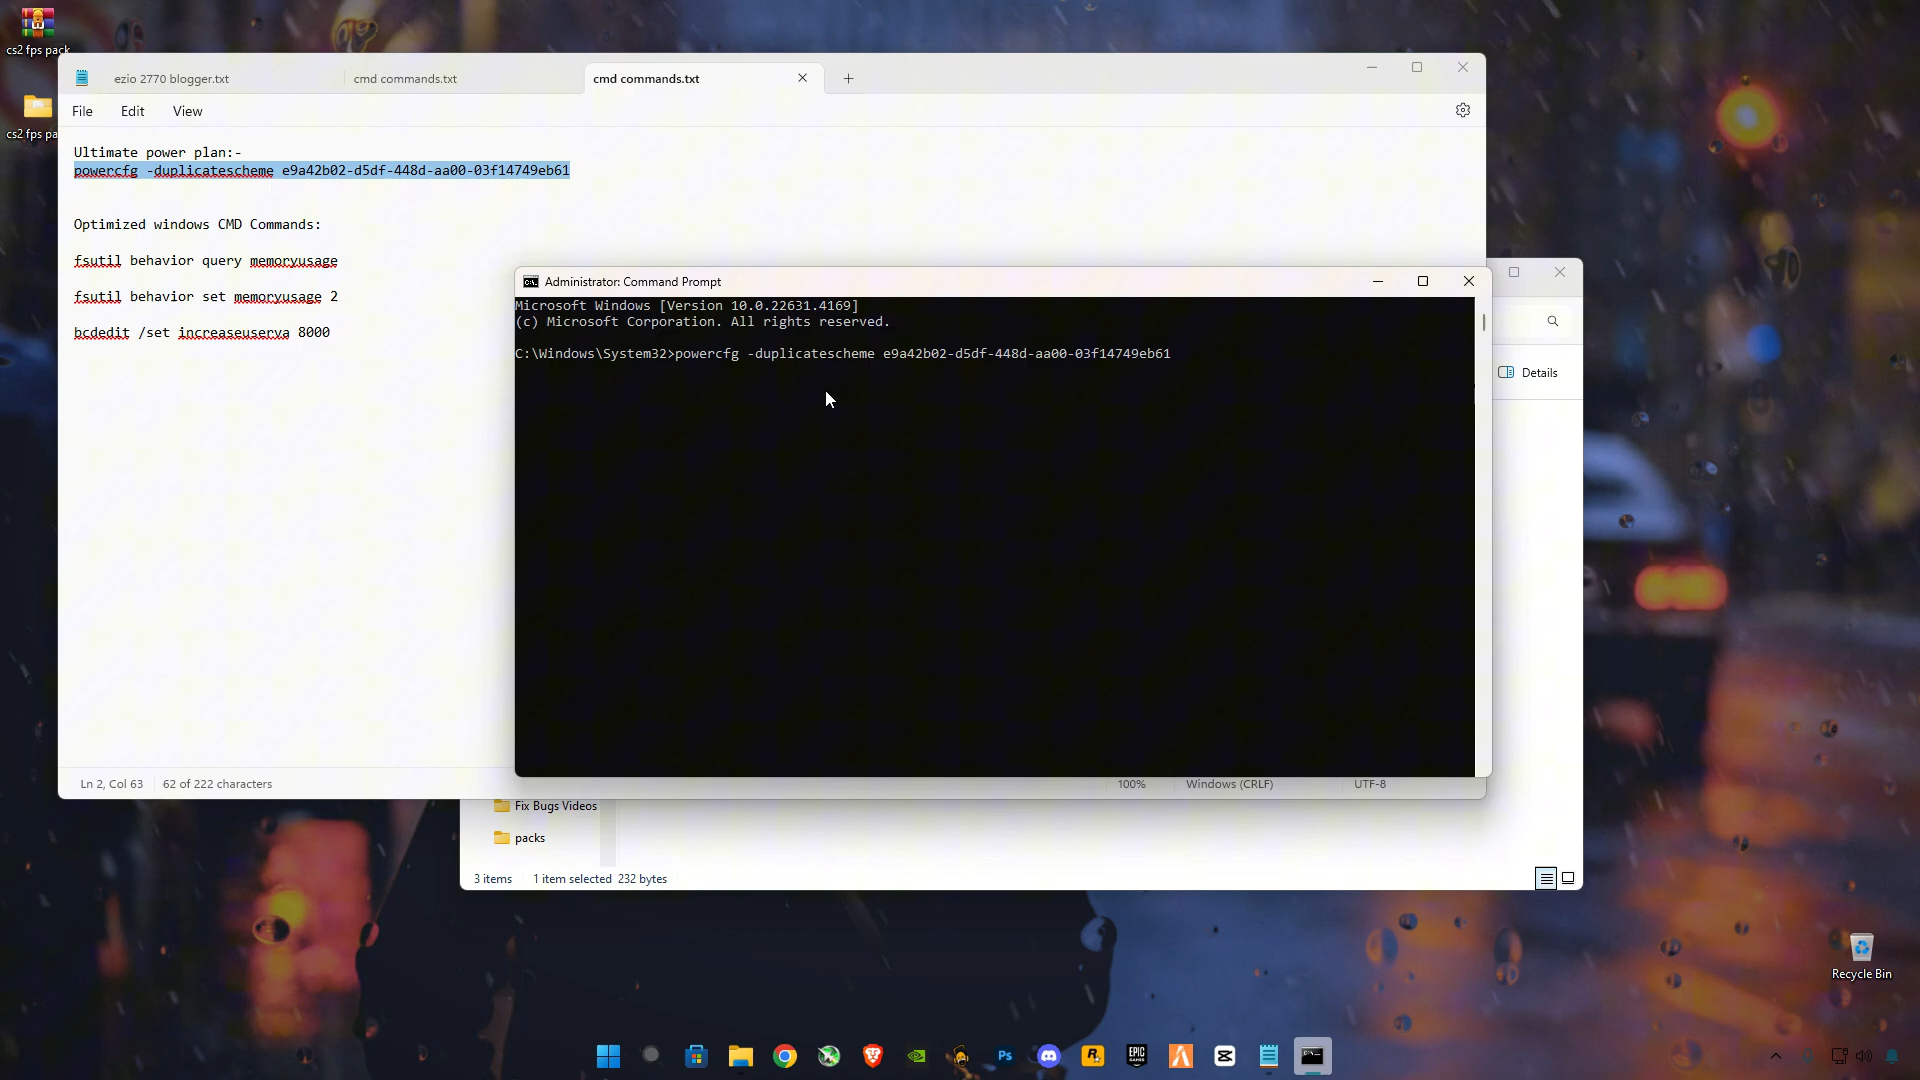 cs2 fps pack
cs2 fps pa
ezio 2770 blogger.txt
cmd commands.txt
cmd commands.txt
File
Edit
View
Ultimate power plan:-
powercfg -duplicatescheme e9a42b02-d5df-448d-aa00-03f14749eb61
Optimized windows CMD Commands:
fsutil behavior query memoryusage
fsutil behavior set memoryusage 2
bcdedit /set increaseuserva 8000
Ln 2, Col 63
62 of 222 characters
100%
Windows (CRLF)
UTF-8
Administrator: Command Prompt
Microsoft Windows [Version 10.0.22631.4169]
(c) Microsoft Corporation. All rights reserved.
C:\Windows\System32>powercfg -duplicatescheme e9a42b02-d5df-448d-aa00-03f14749eb61
Details
Fix Bugs Videos
packs
3 items
1 item selected 232 bytes
Recycle Bin
Ps
EPIC
GAMES